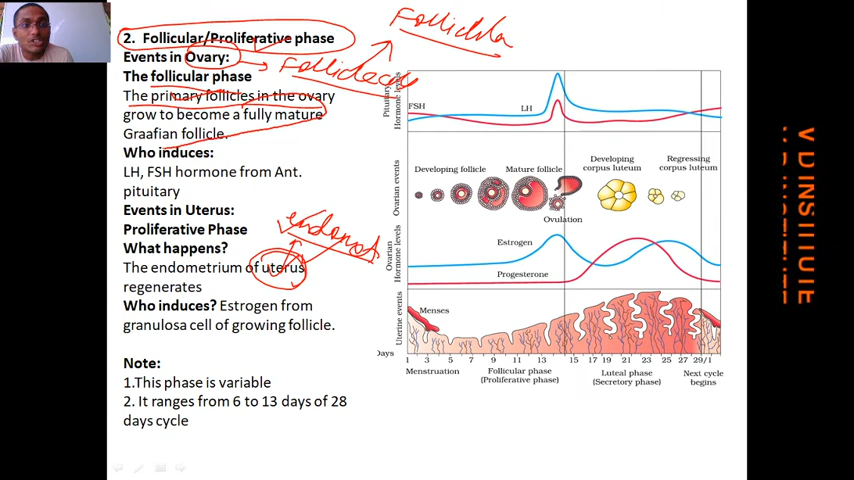 2. Follicular/Proliferative phase
Events in Ovary:
The follicular phase
The primary follicles in the ovary
grow to become a fully mature
Graafian follicle.
Who induces:
LH, FSH hormone from Ant.
pituitary
Events in Uterus:
Proliferative Phase
What happens?
The endometrium of uterus
regenerates
Who induces? Estrogen from
granulosa cell of growing follicle.
Note:
1.This phase is variable
2. It ranges from 6 to 13 days of 28
days cycle
Pituitary
Hormone levels
FSH
LH
Ovarian events
Developing follicle
Mature follicle
Developing
corpus luteum
Regressing
corpus luteum
Ovulation
Ovarian
Hormone levels
Estrogen
Progesterone
Uterine events
Menses
Days
1 3 5 7 9 11 13 15 17 19 21 23 25 27 29/1
Menstruation
Follicular phase
(Proliferative phase)
Luteal phase
(Secretory phase)
Next cycle
begins
V D INSTITUTE